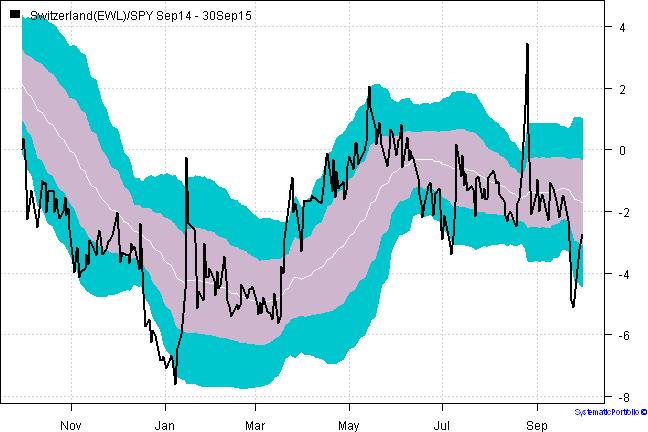 Switzerland(EWL)/SPY Sep14 - 30Sep15
4
2
0
-2
-4
-6
-8
Nov Jan Mar May Jul Sep
SystematicPortfolio ©